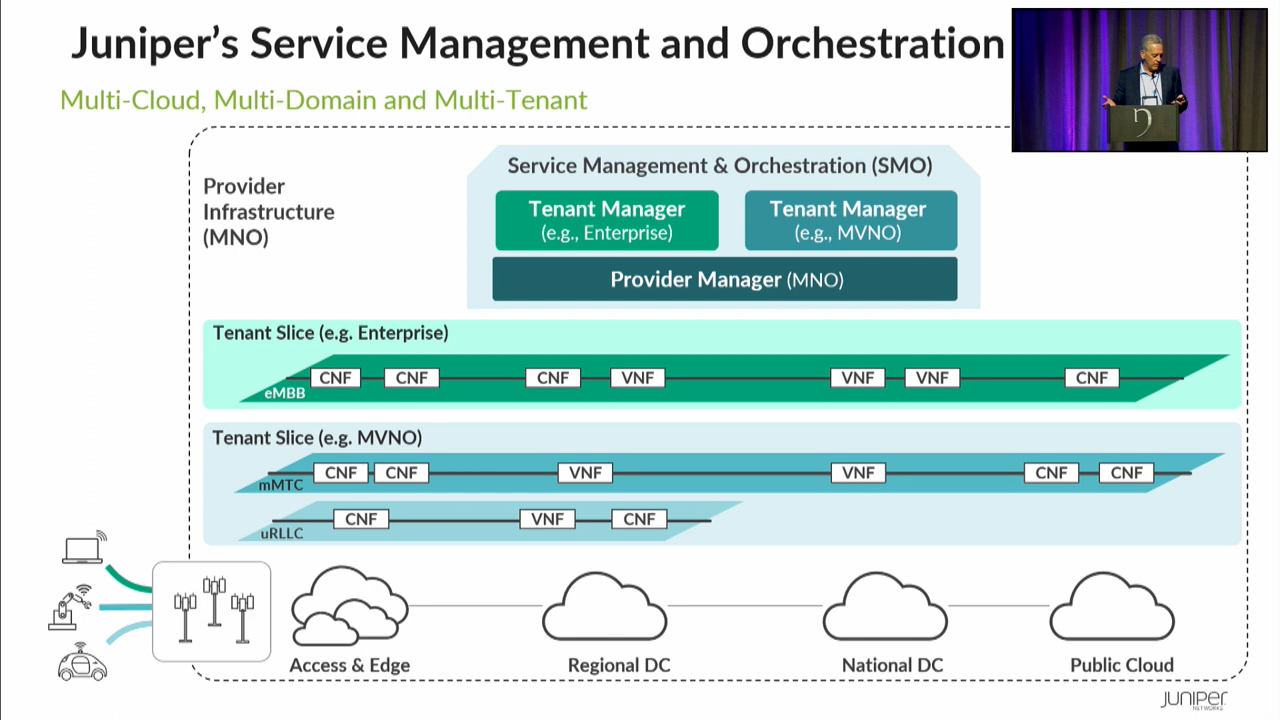 Juniper's Service Management and Orchestration
Multi-Cloud, Multi-Domain and Multi-Tenant
Provider
Infrastructure
(MNO)
Service Management & Orchestration (SMO)
Tenant Manager
(e.g., Enterprise)
Tenant Manager
(e.g., MVNO)
Provider Manager (MNO)
Tenant Slice (e.g. Enterprise)
CNF CNF CNF VNF VNF VNF CNF
eMBB
Tenant Slice (e.g. MVNO)
CNF CNF VNF VNF CNF CNF
mMTC
CNF VNF CNF
uRLLC
Access & Edge Regional DC National DC Public Cloud
JUNIPER
NETWORKS